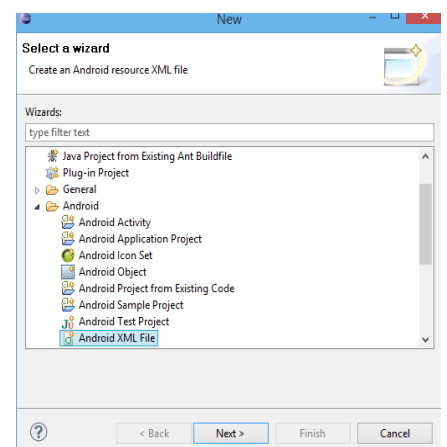 New
Select a wizard
Create an Android resource XML file
Wizards:
type filter text
Java Project from Existing Ant Buildfile
Plug-in Project
General
Android
Android Activity
Android Application Project
Android Icon Set
Android Object
Android Project from Existing Code
Android Sample Project
Android Test Project
Android XML File
< Back
Next >
Finish
Cancel